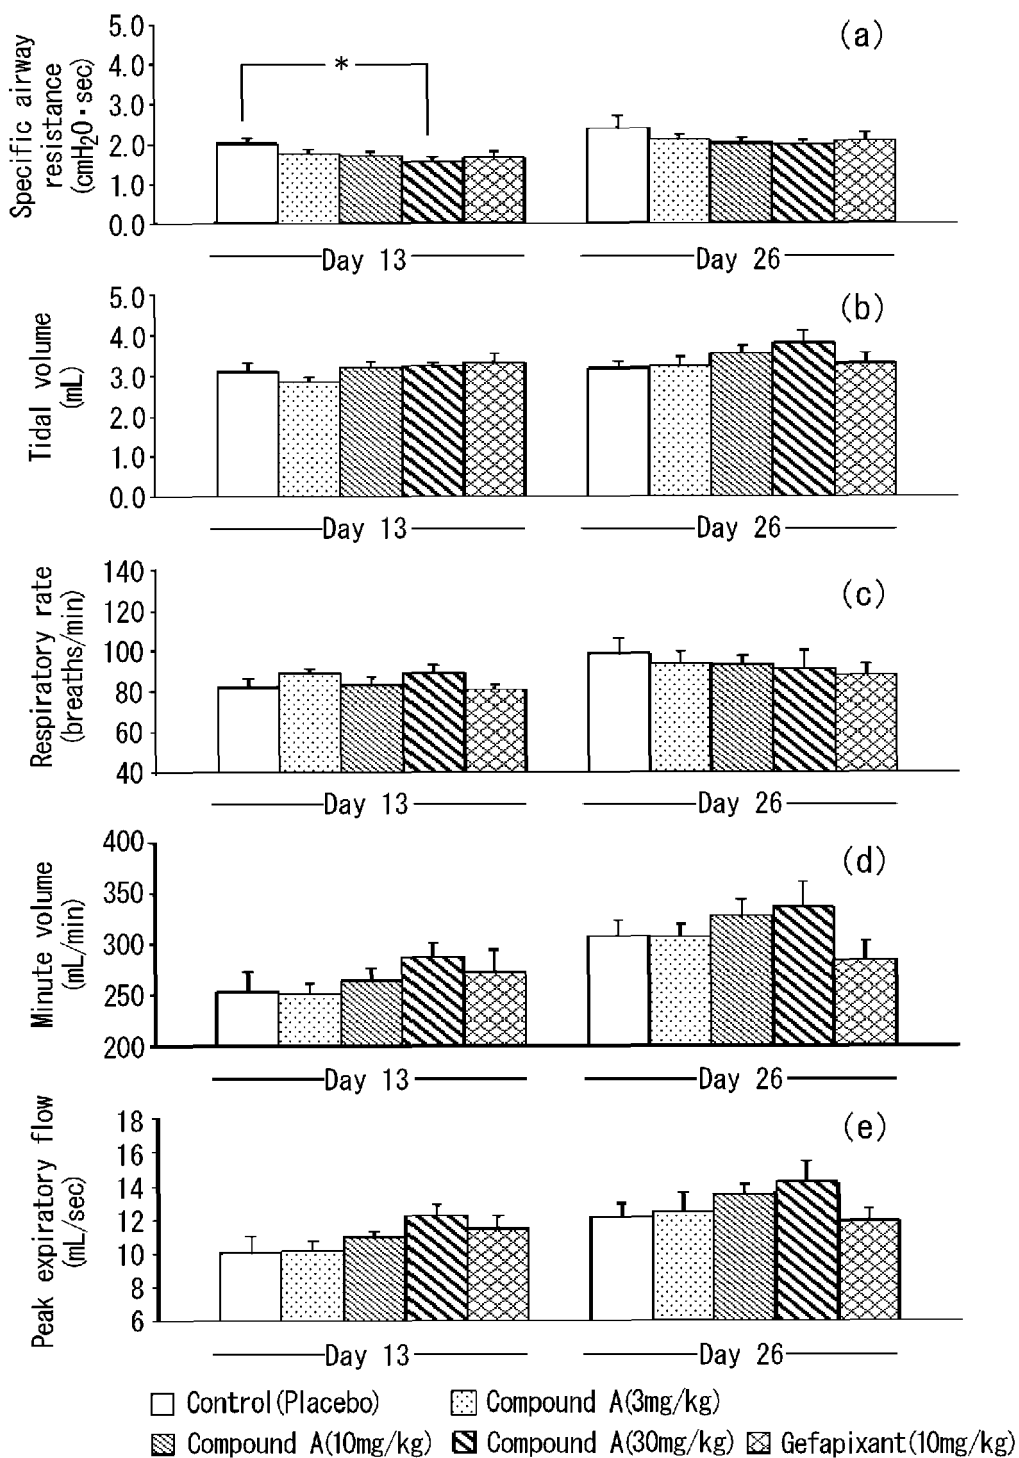 Specific airway
resistance
(cmH2O・sec)
5.0
4.0
3.0
2.0
1.0
0.0
(a)
*
Day 13
Day 26
Tidal volume
(mL)
5.0
4.0
3.0
2.0
1.0
0.0
(b)
Day 13
Day 26
Respiratory rate
(breaths/min)
140
120
100
80
60
40
(c)
Day 13
Day 26
Minute volume
(mL/min)
400
350
300
250
200
(d)
Day 13
Day 26
Peak expiratory flow
(mL/sec)
18
16
14
12
10
8
6
(e)
Day 13
Day 26
Control(Placebo)
Compound A(3mg/kg)
Compound A(10mg/kg)
Compound A(30mg/kg)
Gefapixant(10mg/kg)